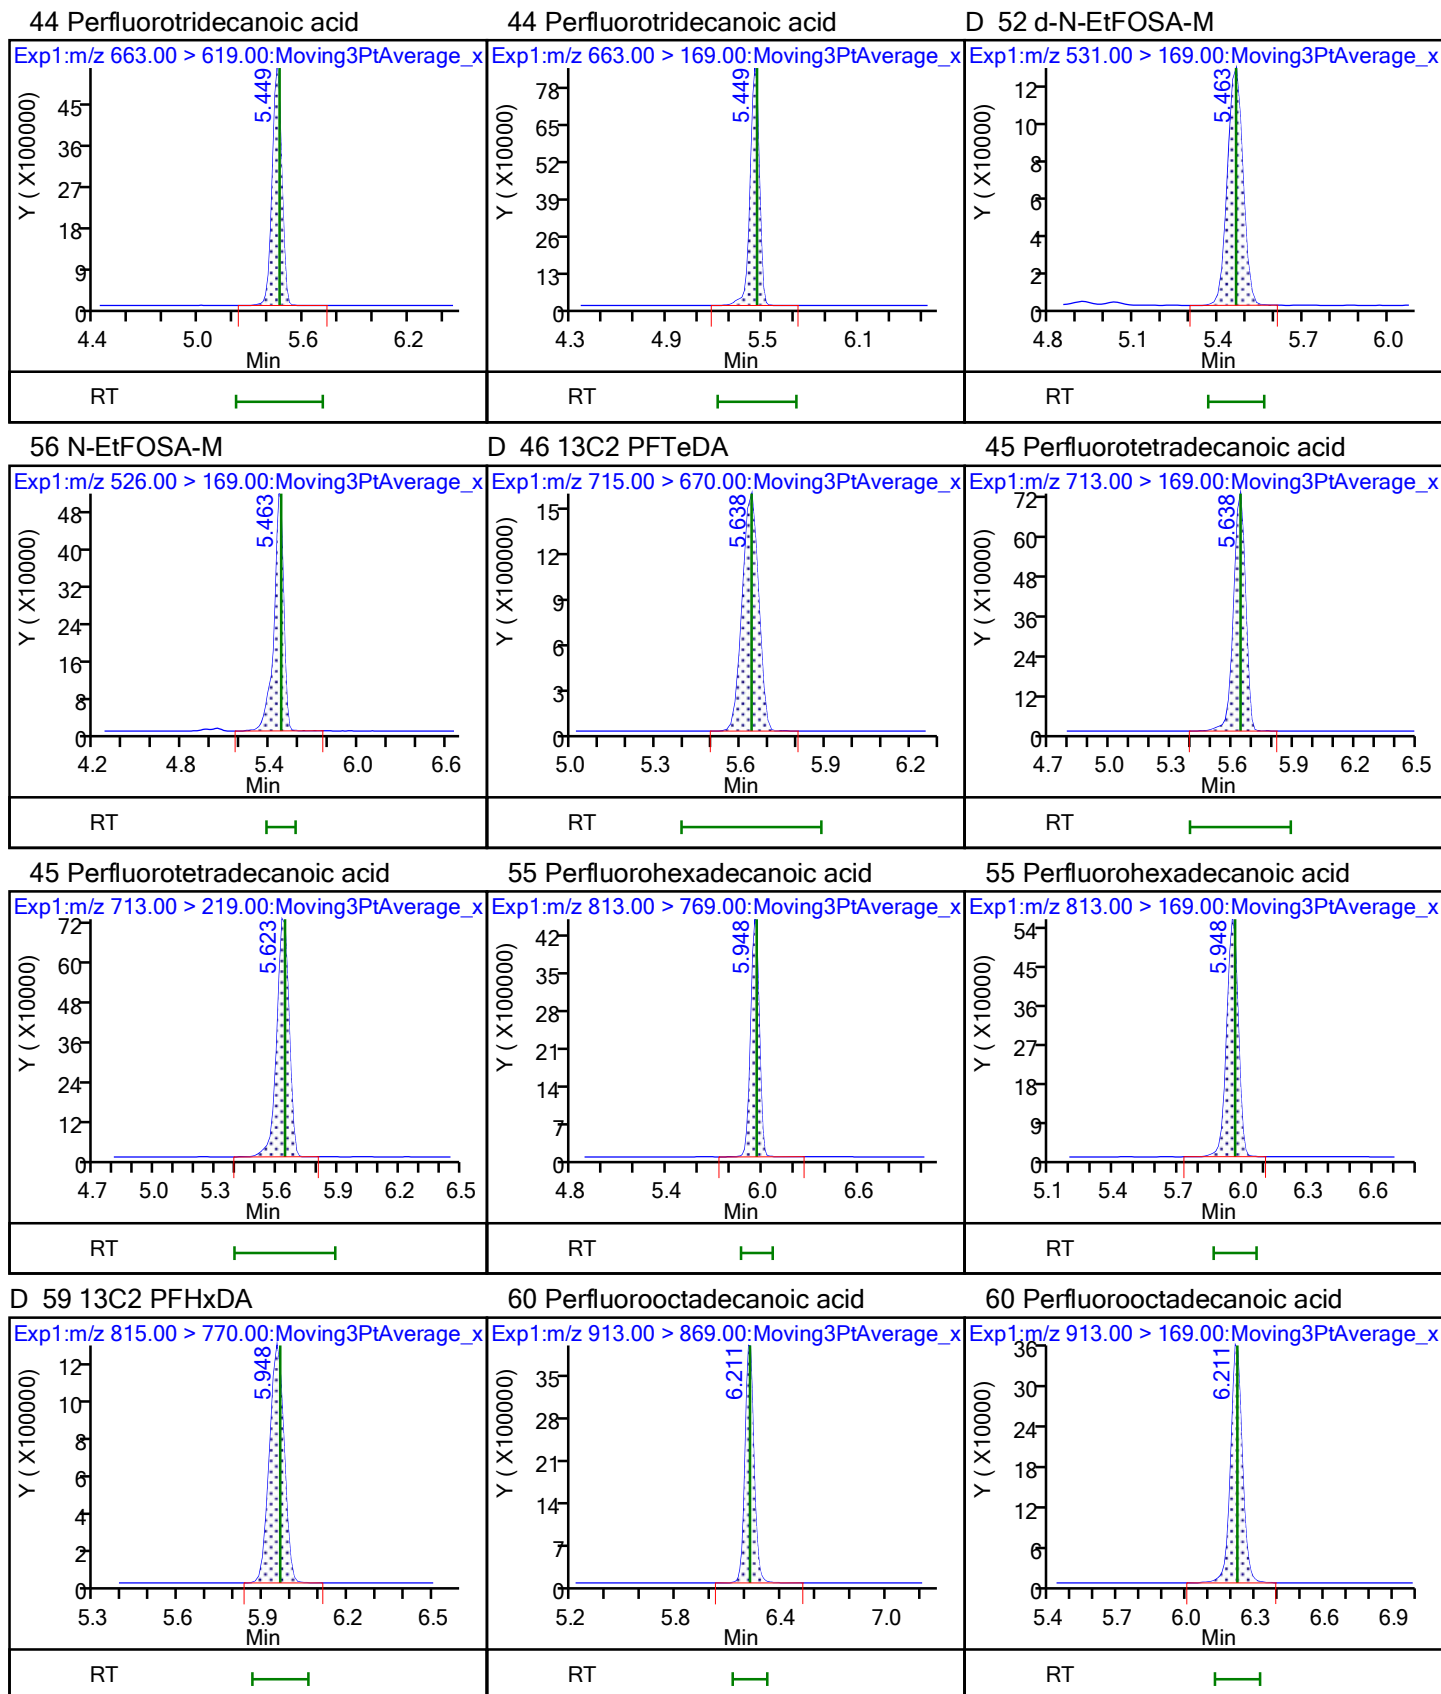 44 Perfluorotridecanoic acid
Exp1:m/z 663.00 > 619.00:Moving3PtAverage_x
5.449
Y ( X100000)
45
36
27
18
9
0
4.4 5.0 5.6 6.2
Min
RT
44 Perfluorotridecanoic acid
Exp1:m/z 663.00 > 169.00:Moving3PtAverage_x
5.449
Y ( X10000)
78
65
52
39
26
13
0
4.3 4.9 5.5 6.1
Min
RT
D 52 d-N-EtFOSA-M
Exp1:m/z 531.00 > 169.00:Moving3PtAverage_x
5.463
Y ( X100000)
12
10
8
6
4
2
0
4.8 5.1 5.4 5.7 6.0
Min
RT
56 N-EtFOSA-M
Exp1:m/z 526.00 > 169.00:Moving3PtAverage_x
5.463
Y ( X10000)
48
40
32
24
16
8
0
4.2 4.8 5.4 6.0 6.6
Min
RT
D 46 13C2 PFTeDA
Exp1:m/z 715.00 > 670.00:Moving3PtAverage_x
5.638
Y ( X100000)
15
12
9
6
3
0
5.0 5.3 5.6 5.9 6.2
Min
RT
45 Perfluorotetradecanoic acid
Exp1:m/z 713.00 > 169.00:Moving3PtAverage_x
5.638
Y ( X10000)
72
60
48
36
24
12
0
4.7 5.0 5.3 5.6 5.9 6.2 6.5
Min
RT
45 Perfluorotetradecanoic acid
Exp1:m/z 713.00 > 219.00:Moving3PtAverage_x
5.623
Y ( X10000)
72
60
48
36
24
12
0
4.7 5.0 5.3 5.6 5.9 6.2 6.5
Min
RT
55 Perfluorohexadecanoic acid
Exp1:m/z 813.00 > 769.00:Moving3PtAverage_x
5.948
Y ( X100000)
42
35
28
21
14
7
0
4.8 5.4 6.0 6.6
Min
RT
55 Perfluorohexadecanoic acid
Exp1:m/z 813.00 > 169.00:Moving3PtAverage_x
5.948
Y ( X10000)
54
45
36
27
18
9
0
5.1 5.4 5.7 6.0 6.3 6.6
Min
RT
D 59 13C2 PFHxDA
Exp1:m/z 815.00 > 770.00:Moving3PtAverage_x
5.948
Y ( X100000)
12
10
8
6
4
2
0
5.3 5.6 5.9 6.2 6.5
Min
RT
60 Perfluorooctadecanoic acid
Exp1:m/z 913.00 > 869.00:Moving3PtAverage_x
6.211
Y ( X100000)
35
28
21
14
7
0
5.2 5.8 6.4 7.0
Min
RT
60 Perfluorooctadecanoic acid
Exp1:m/z 913.00 > 169.00:Moving3PtAverage_x
6.211
Y ( X10000)
36
30
24
18
12
6
0
5.4 5.7 6.0 6.3 6.6 6.9
Min
RT